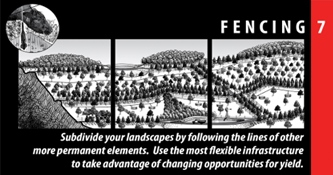 FENCING 7
Subdivide your landscapes by following the lines of other
more permanent elements. Use the most flexible infrastructure
to take advantage of changing opportunities for yield.